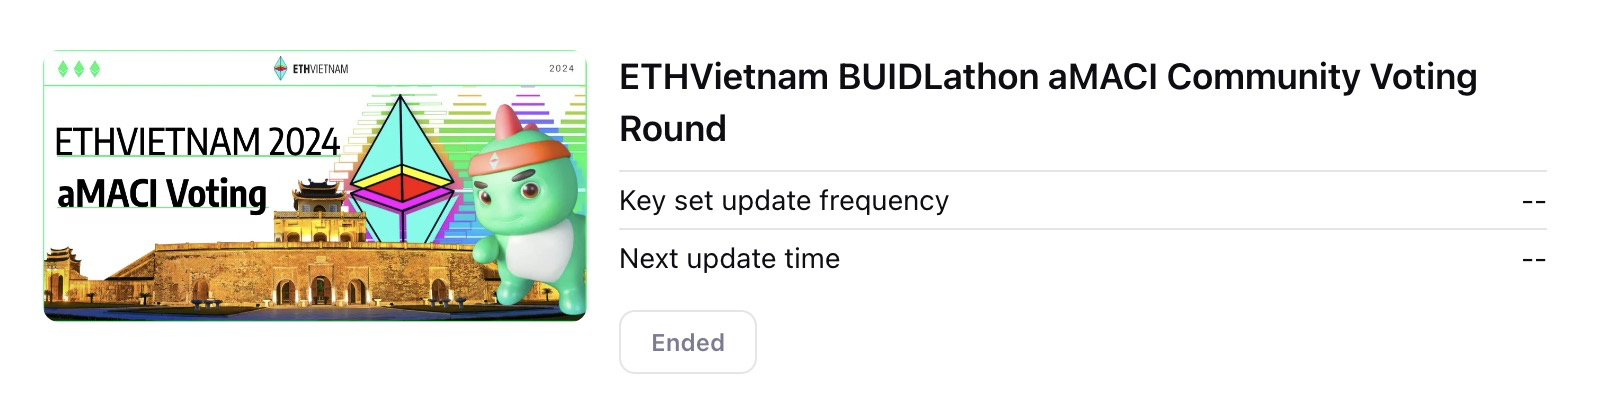 ETHVIETNAM
2024
ETHVIETNAM 2024
aMACI Voting
ETHVietnam BUIDLathon aMACI Community Voting
Round
Key set update frequency --
Next update time --
Ended